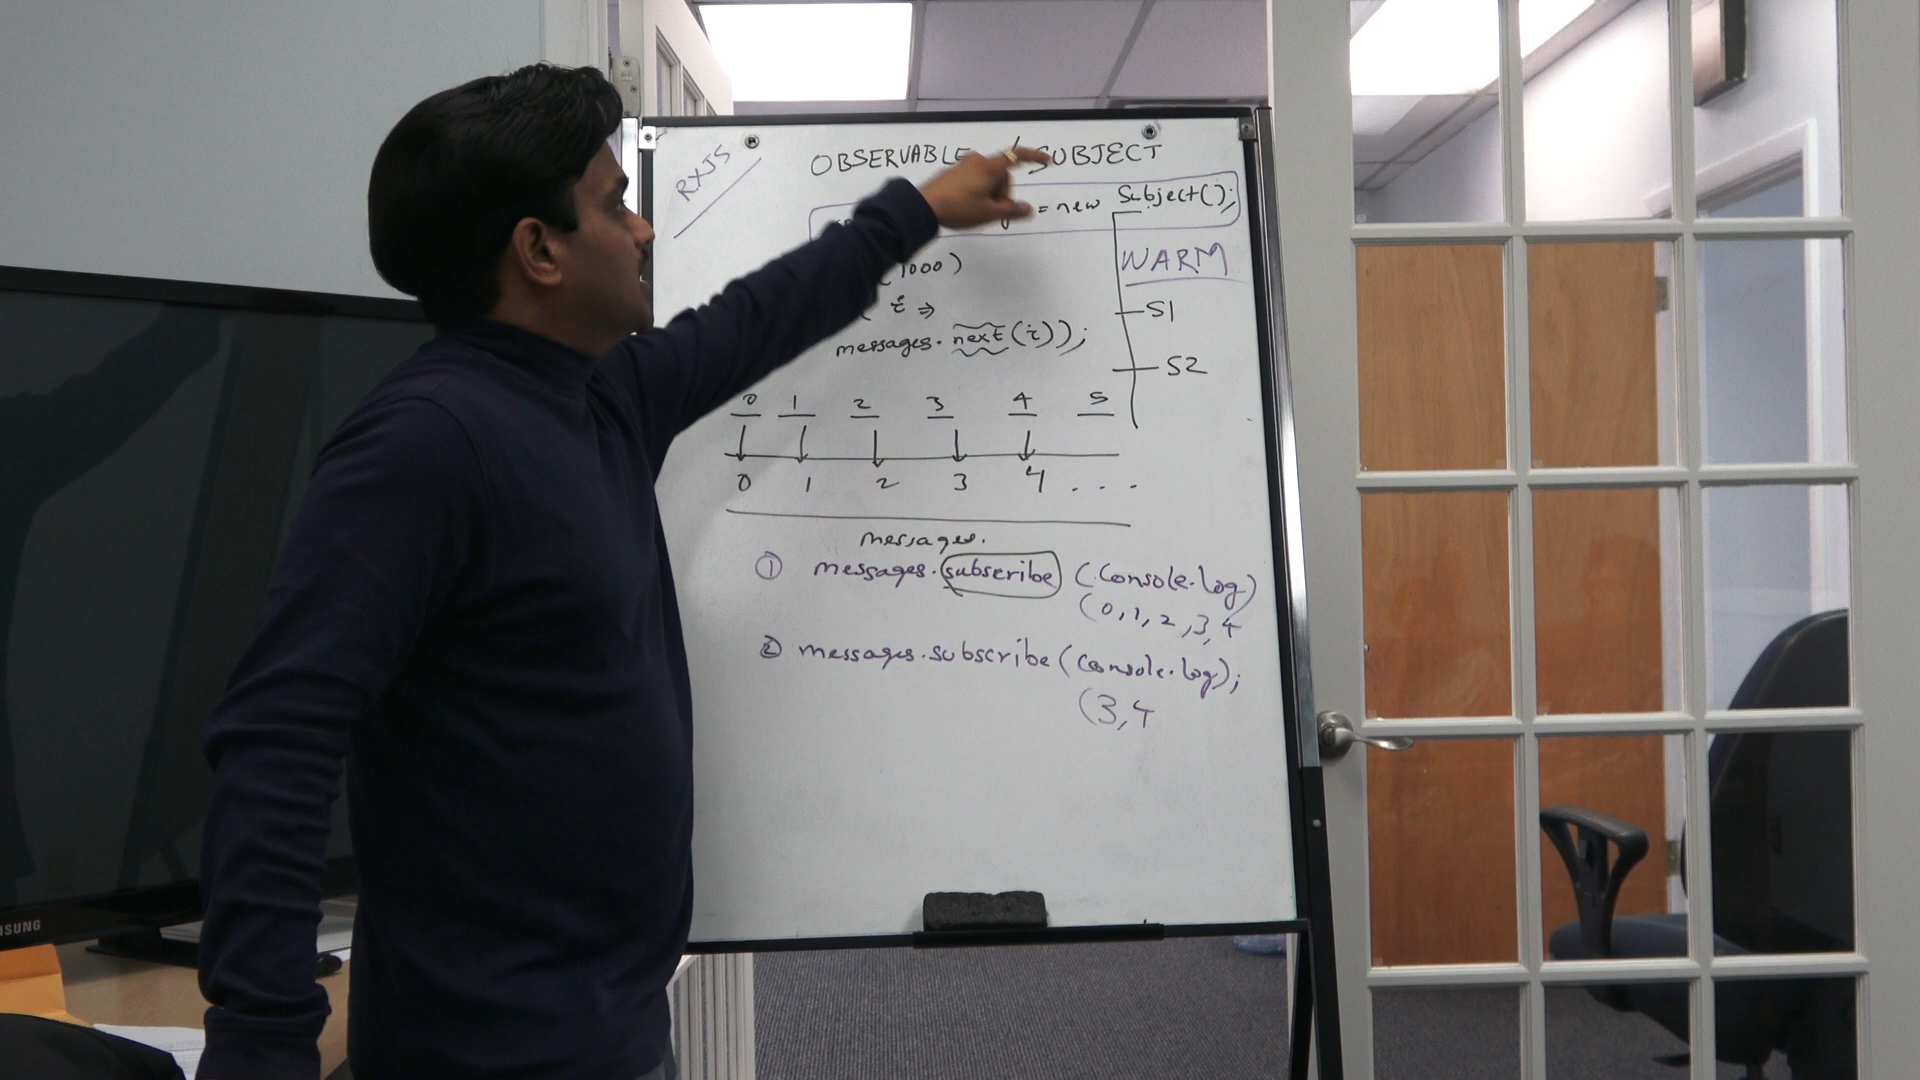 RXJS
OBSERVABLE / SUBJECT
= new Subject();
WARM
1000)
i =>
S1
messages.next(i));
S2
0 1 2 3 4 5
0 1 2 3 4 ...
messages.
① messages.subscribe (console.log)
(0,1,2,3,4
② messages.subscribe(console.log);
(3,4
SUNG